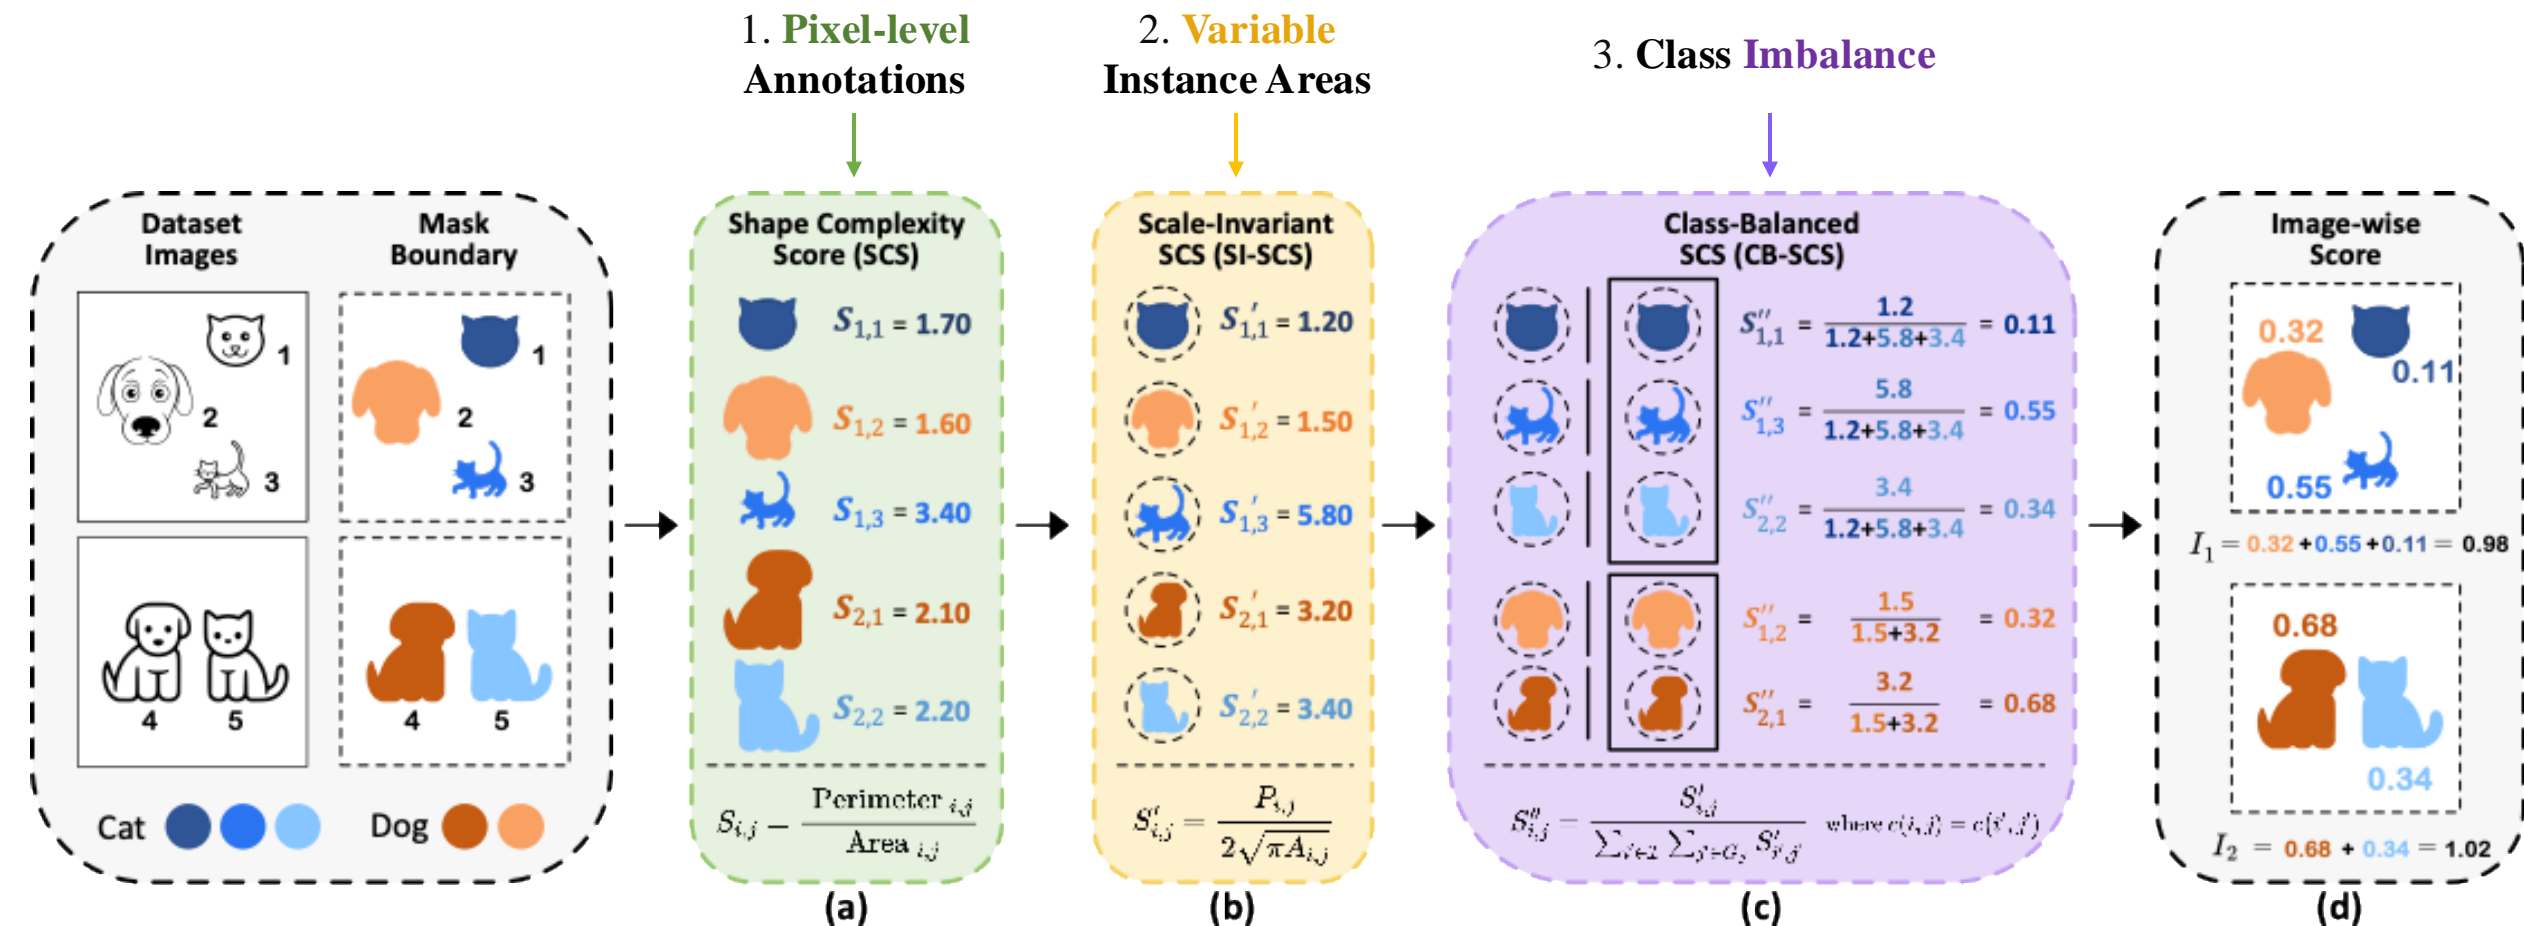 1. Pixel-level
Annotations
2. Variable
Instance Areas
3. Class Imbalance
Dataset
Images
Mask
Boundary
1
2
3
1
2
3
4
5
4
5
Cat
Dog
Shape Complexity
Score (SCS)
S1,1 = 1.70
S1,2 = 1.60
S1,3 = 3.40
S2,1 = 2.10
S2,2 = 2.20
Si,j = Perimeter i,j / Area i,j
(a)
Scale-Invariant
SCS (SI-SCS)
S′1,1 = 1.20
S′1,2 = 1.50
S′1,3 = 5.80
S′2,1 = 3.20
S′2,2 = 3.40
S′i,j = Pi,j / 2√πAi,j
(b)
Class-Balanced
SCS (CB-SCS)
S″1,1 = 1.2 / 1.2+5.8+3.4 = 0.11
S″1,3 = 5.8 / 1.2+5.8+3.4 = 0.55
S″2,2 = 3.4 / 1.2+5.8+3.4 = 0.34
S″1,2 = 1.5 / 1.5+3.2 = 0.32
S″2,1 = 3.2 / 1.5+3.2 = 0.68
S″i,j = S′i,j / ∑ ∑ S′i′,j′ where c(i,j) = c(i′,j′)
(c)
Image-wise
Score
0.32
0.11
0.55
I1 = 0.32 +0.55 +0.11 = 0.98
0.68
0.34
I2 = 0.68 + 0.34 = 1.02
(d)